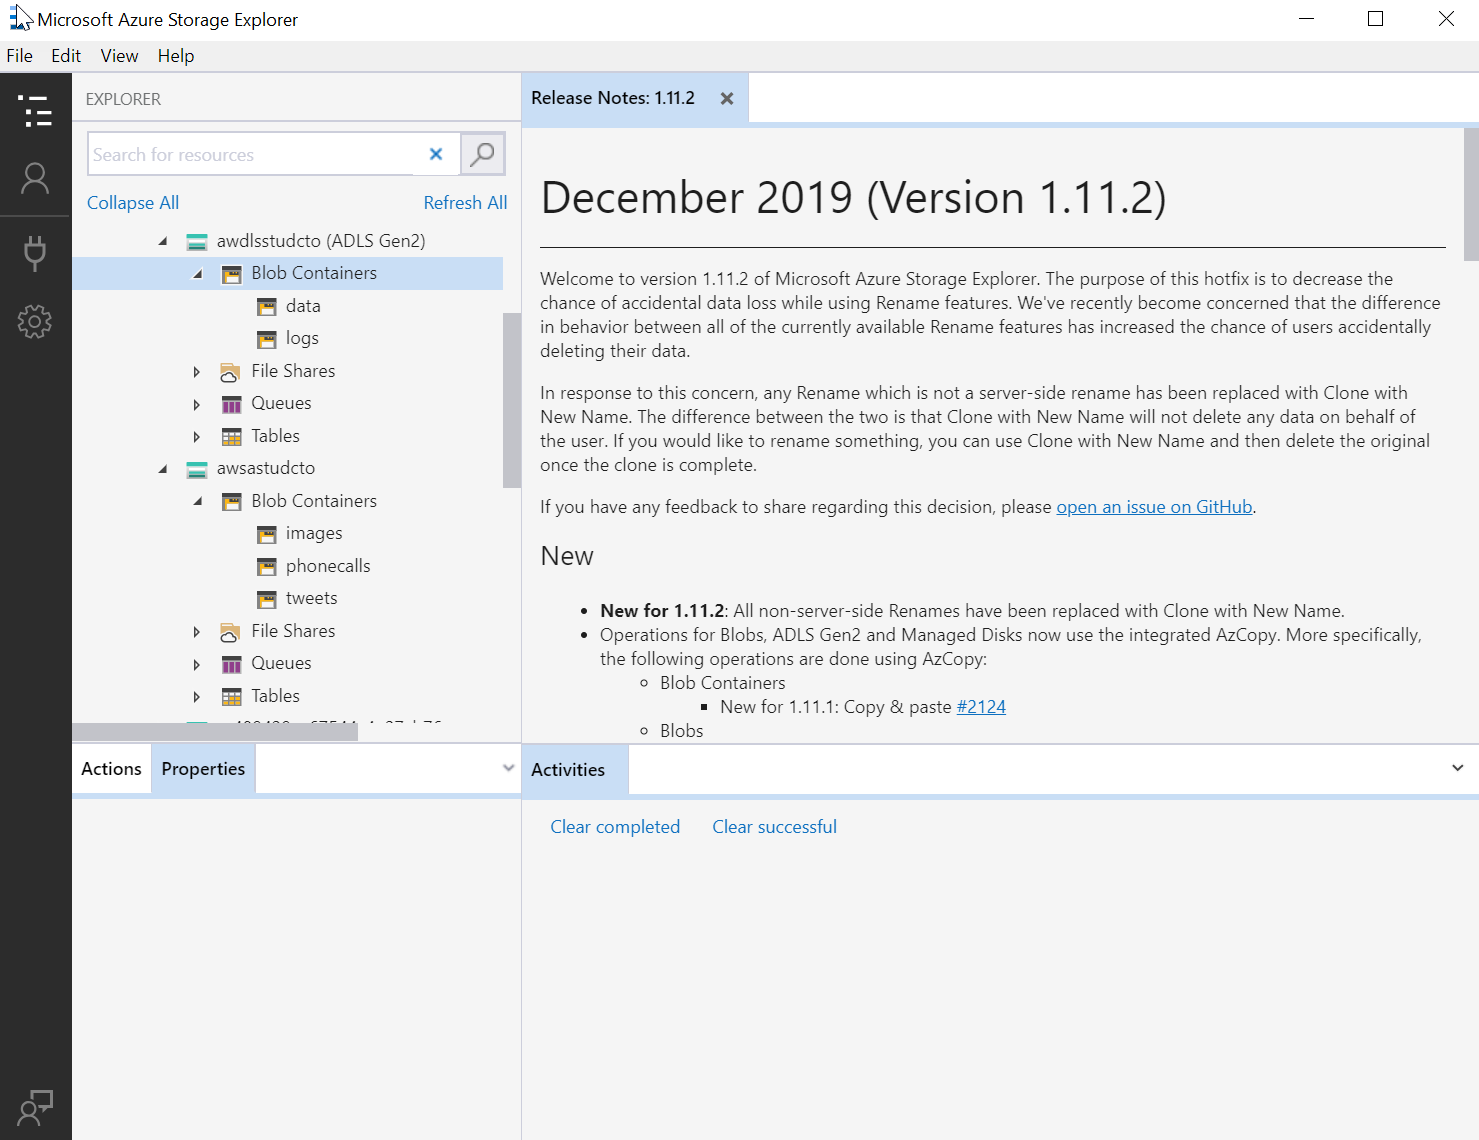 Microsoft Azure Storage Explorer
File Edit View Help
EXPLORER
Search for resources
Collapse All
Refresh All
awdlsstudcto (ADLS Gen2)
Blob Containers
data
logs
File Shares
Queues
Tables
awsastudcto
Blob Containers
images
phonecalls
tweets
File Shares
Queues
Tables
Actions
Properties
Release Notes: 1.11.2
December 2019 (Version 1.11.2)
Welcome to version 1.11.2 of Microsoft Azure Storage Explorer. The purpose of this hotfix is to decrease the
chance of accidental data loss while using Rename features. We've recently become concerned that the difference
in behavior between all of the currently available Rename features has increased the chance of users accidentally
deleting their data.
In response to this concern, any Rename which is not a server-side rename has been replaced with Clone with
New Name. The difference between the two is that Clone with New Name will not delete any data on behalf of
the user. If you would like to rename something, you can use Clone with New Name and then delete the original
once the clone is complete.
If you have any feedback to share regarding this decision, please open an issue on GitHub.
New
• New for 1.11.2: All non-server-side Renames have been replaced with Clone with New Name.
• Operations for Blobs, ADLS Gen2 and Managed Disks now use the integrated AzCopy. More specifically,
the following operations are done using AzCopy:
Blob Containers
New for 1.11.1: Copy & paste #2124
Blobs
Activities
Clear completed
Clear successful